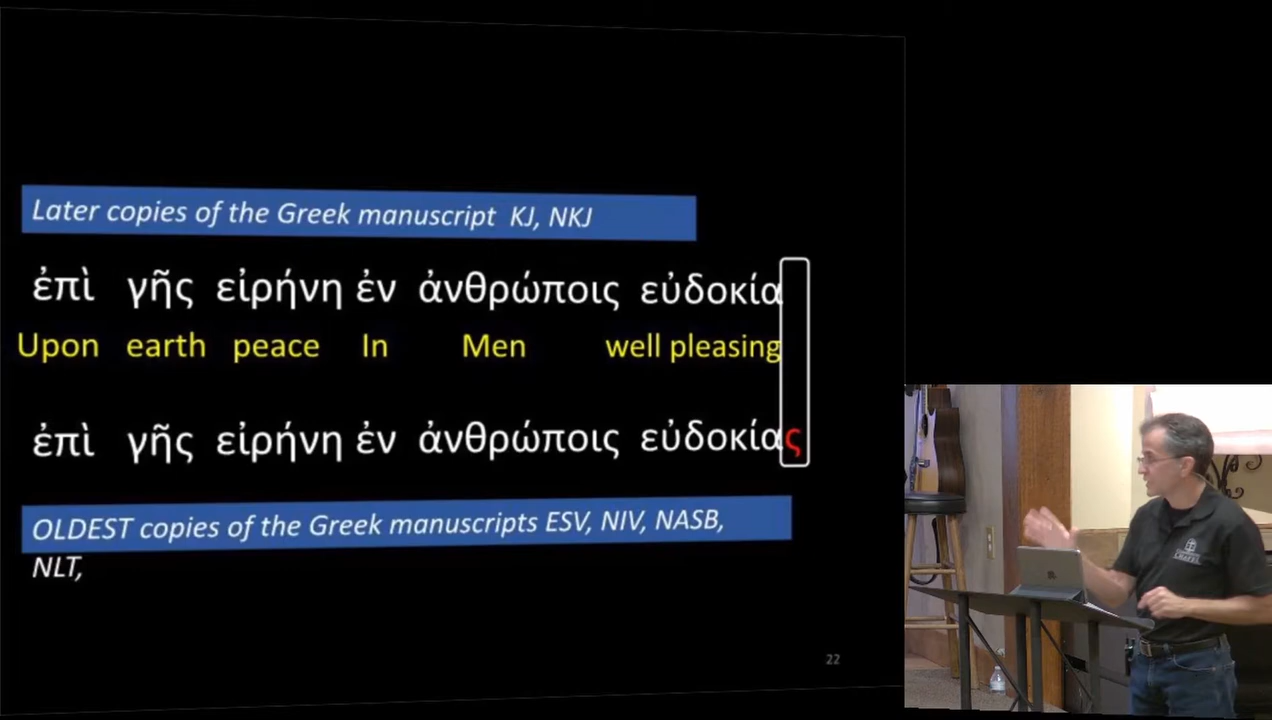 Later copies of the Greek manuscript KJ, NKJ
ἐπὶ γῆς εἰρήνη ἐν ἀνθρώποις εὐδοκία
Upon earth peace In Men well pleasing
ἐπὶ γῆς εἰρήνη ἐν ἀνθρώποις εὐδοκίας
OLDEST copies of the Greek manuscripts ESV, NIV, NASB,
NLT,
22